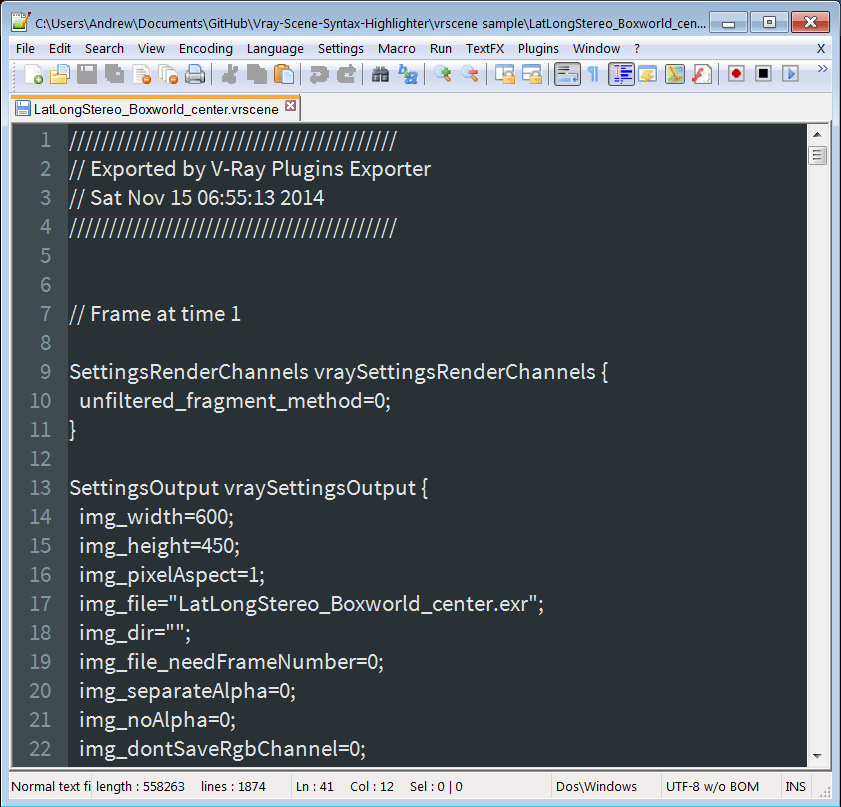 C:\Users\Andrew\Documents\GitHub\Vray-Scene-Syntax-Highlighter\vrscene sample\LatLongStereo_Boxworld_cen...
File Edit Search View Encoding Language Settings Macro Run TextFX Plugins Window ? X
LatLongStereo_Boxworld_center.vrscene
1 /////////////////////////////////////////
2 // Exported by V-Ray Plugins Exporter
3 // Sat Nov 15 06:55:13 2014
4 /////////////////////////////////////////
5
6
7 // Frame at time 1
8
9 SettingsRenderChannels vraySettingsRenderChannels {
10 unfiltered_fragment_method=0;
11 }
12
13 SettingsOutput vraySettingsOutput {
14 img_width=600;
15 img_height=450;
16 img_pixelAspect=1;
17 img_file="LatLongStereo_Boxworld_center.exr";
18 img_dir="";
19 img_file_needFrameNumber=0;
20 img_separateAlpha=0;
21 img_noAlpha=0;
22 img_dontSaveRgbChannel=0;
Normal text fi length : 558263 lines : 1874 Ln : 41 Col : 12 Sel : 0 | 0 Dos\Windows UTF-8 w/o BOM INS